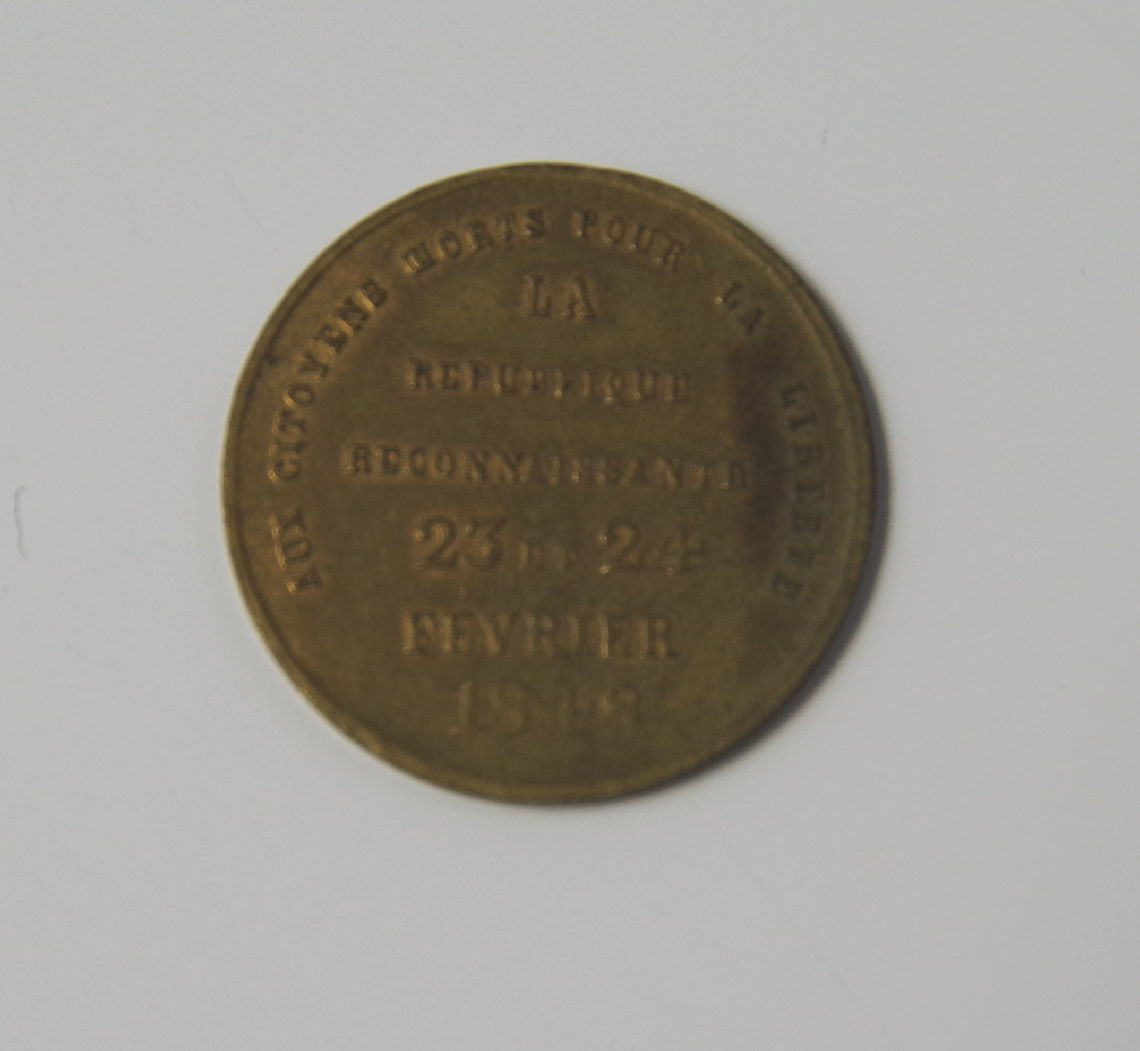 AUX CITOYENS MORTS POUR LA LIBERTE
LA
REPUBLIQUE
RECONNAISSANTE
23 ET 24
FEVRIER
1848